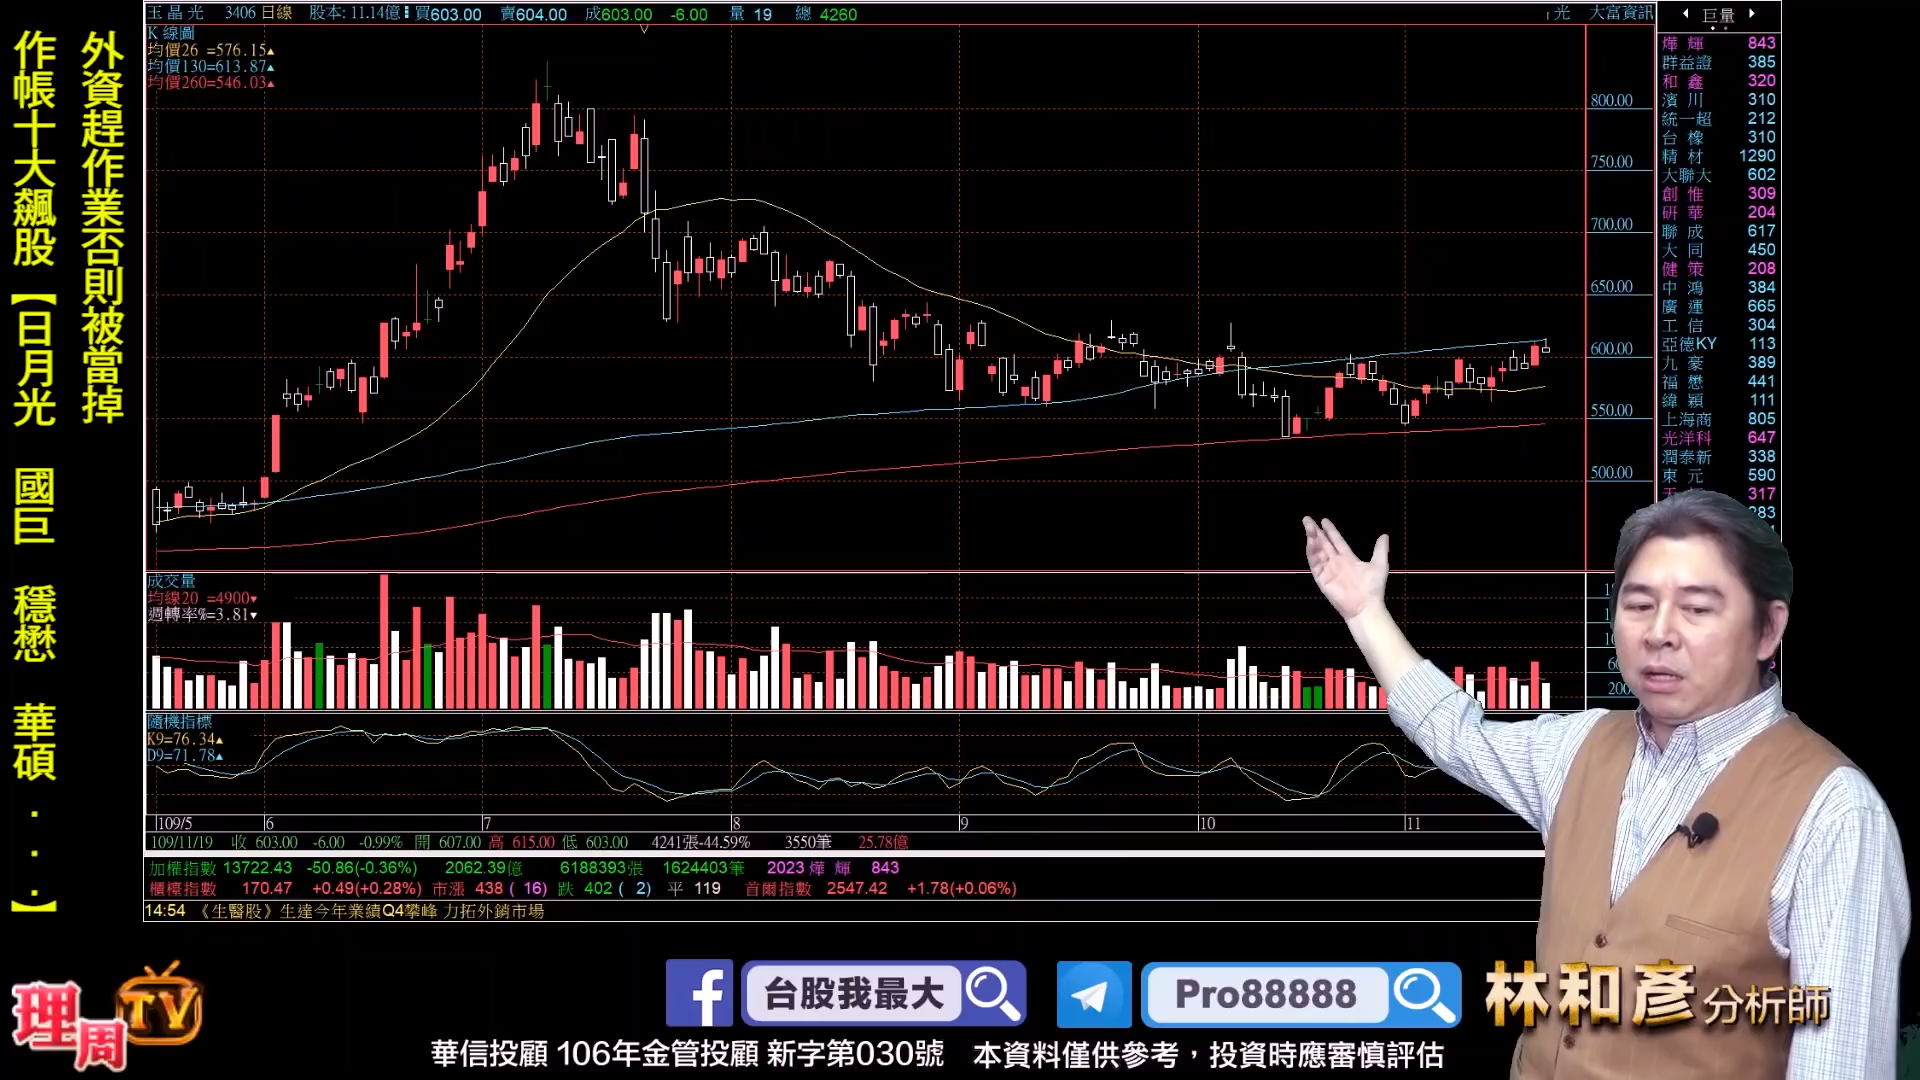 外資趕作業否則被當掉
作帳十大飆股【日月光 國巨 穩懋 華碩....】
玉晶光 3406 日線 股本: 11.14億 買603.00 賣604.00 成603.00 -6.00 量 19 總 4260
光 大富資訊
K 線圖
均價26 =576.15▲
均價130=613.87▲
均價260=546.03▲
800.00
750.00
700.00
650.00
600.00
550.00
500.00
成交量
均線20 =4900▼
週轉率%=3.81▼
隨機指標
K9=76.34▲
D9=71.78▲
109/5 6 7 8 9 10 11
109/11/19 收 603.00 -6.00 -0.99% 開 607.00 高 615.00 低 603.00 4241張-44.59% 3550筆 25.78億
加權指數 13722.43 -50.86(-0.36%) 2062.39億 6188393張 1624403筆 2023 燁輝 843
櫃檯指數 170.47 +0.49(+0.28%) 市漲 438 ( 16) 跌 402 ( 2) 平 119 首爾指數 2547.42 +1.78(+0.06%)
14:54 《生醫股》生達今年業績Q4攀峰 力拓外銷市場
巨量
燁輝 843
群益證 385
和鑫 320
濱川 310
統一超 212
台橡 310
精材 1290
大聯大 602
創惟 309
研華 204
聯成 617
大同 450
健策 208
中鴻 384
廣運 665
工信 304
亞德KY 113
九豪 389
福懋 441
緯穎 111
上海商 805
光洋科 647
潤泰新 338
東元 590
317
283
理周TV
台股我最大
Pro88888
林和彥分析師
華信投顧 106年金管投顧 新字第030號 本資料僅供參考,投資時應審慎評估